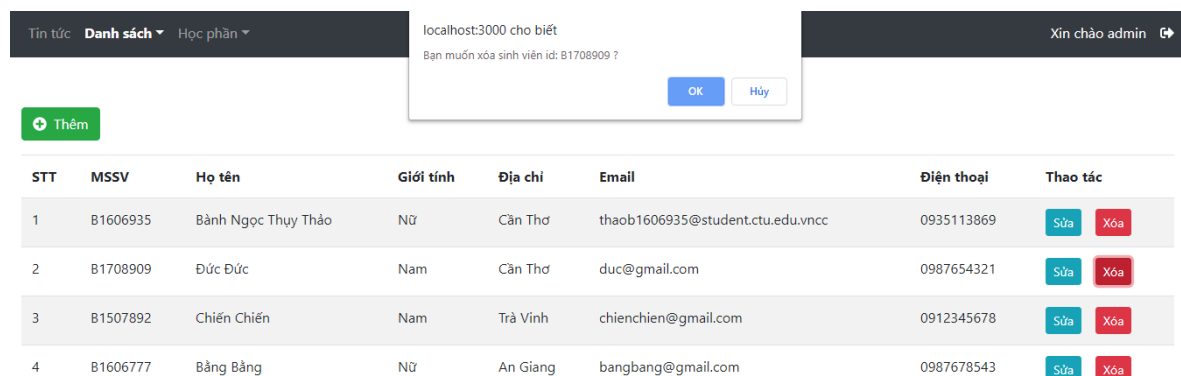 Tin tức Danh sách Học phần Xin chào admin
localhost:3000 cho biết
Bạn muốn xóa sinh viên id: B1708909 ?
OK Hủy
Thêm
STT MSSV Họ tên Giới tính Địa chỉ Email Điện thoại Thao tác
1 B1606935 Bành Ngọc Thụy Thảo Nữ Cần Thơ thaob1606935@student.ctu.edu.vncc 0935113869 Sửa Xóa
2 B1708909 Đức Đức Nam Cần Thơ duc@gmail.com 0987654321 Sửa Xóa
3 B1507892 Chiến Chiến Nam Trà Vinh chienchien@gmail.com 0912345678 Sửa Xóa
4 B1606777 Bằng Bằng Nữ An Giang bangbang@gmail.com 0987678543 Sửa Xóa